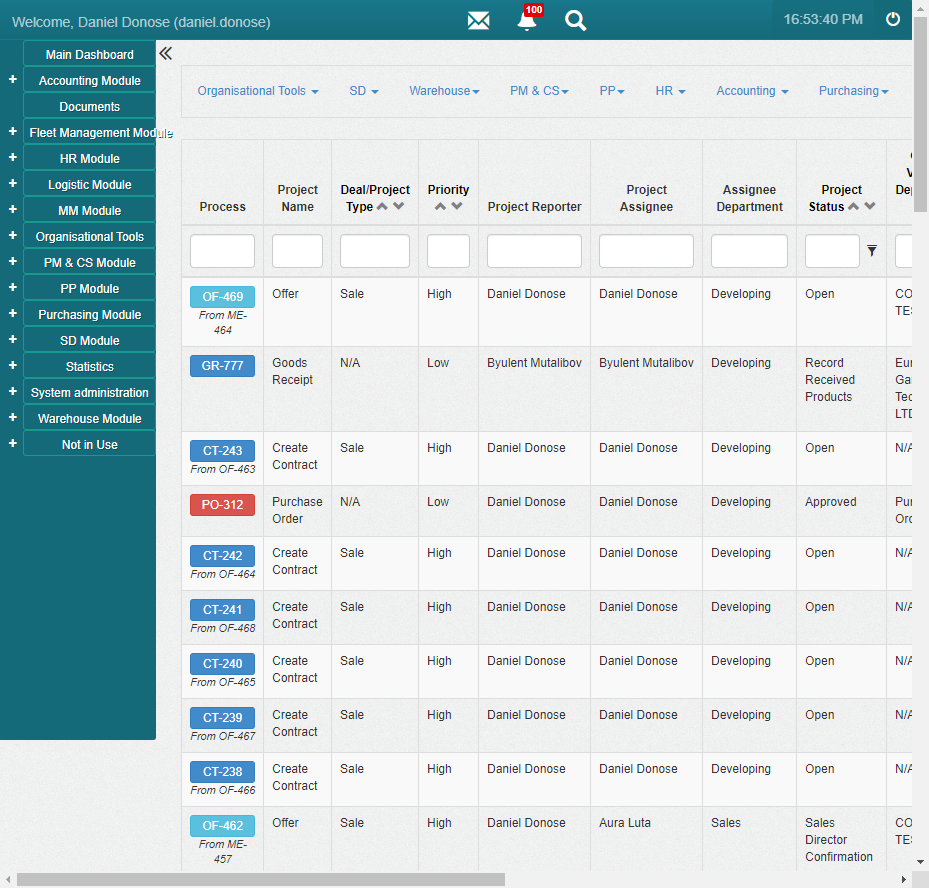 Welcome, Daniel Donose (daniel.donose)
100
16:53:40 PM
Main Dashboard
Accounting Module
Documents
Fleet Management Module
HR Module
Logistic Module
MM Module
Organisational Tools
PM & CS Module
PP Module
Purchasing Module
SD Module
Statistics
System administration
Warehouse Module
Not in Use
Organisational Tools SD Warehouse PM & CS PP HR Accounting Purchasing
Process Project Name Deal/Project Type Priority Project Reporter Project Assignee Assignee Department Project Status
OF-469 Offer Sale High Daniel Donose Daniel Donose Developing Open CO
From ME- TES
464
GR-777 Goods N/A Low Byulent Mutalibov Byulent Mutalibov Developing Record Eur
Receipt Received Gar
Products Tec
LTD
CT-243 Create Sale High Daniel Donose Daniel Donose Developing Open N/A
From OF-463 Contract
PO-312 Purchase N/A Low Daniel Donose Daniel Donose Developing Approved Pur
Order Ord
CT-242 Create Sale High Daniel Donose Daniel Donose Developing Open N/A
From OF-464 Contract
CT-241 Create Sale High Daniel Donose Daniel Donose Developing Open N/A
From OF-468 Contract
CT-240 Create Sale High Daniel Donose Daniel Donose Developing Open N/A
From OF-465 Contract
CT-239 Create Sale High Daniel Donose Daniel Donose Developing Open N/A
From OF-467 Contract
CT-238 Create Sale High Daniel Donose Daniel Donose Developing Open N/A
From OF-466 Contract
OF-462 Offer Sale High Daniel Donose Aura Luta Sales Sales CO
From ME- Director TES
457 Confirmation